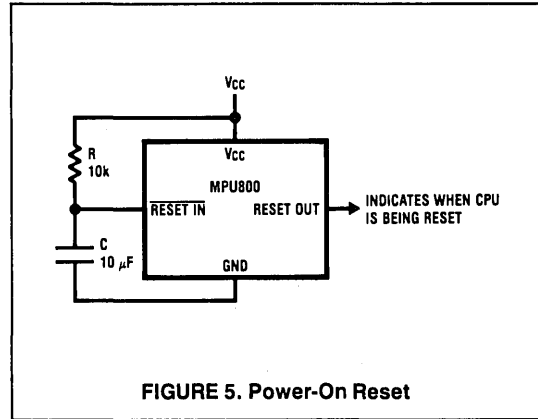 Vcc
Vcc
R
10k
MPU800
RESET IN
RESET OUT
INDICATES WHEN CPU
IS BEING RESET
C
10 μF
GND
FIGURE 5. Power-On Reset